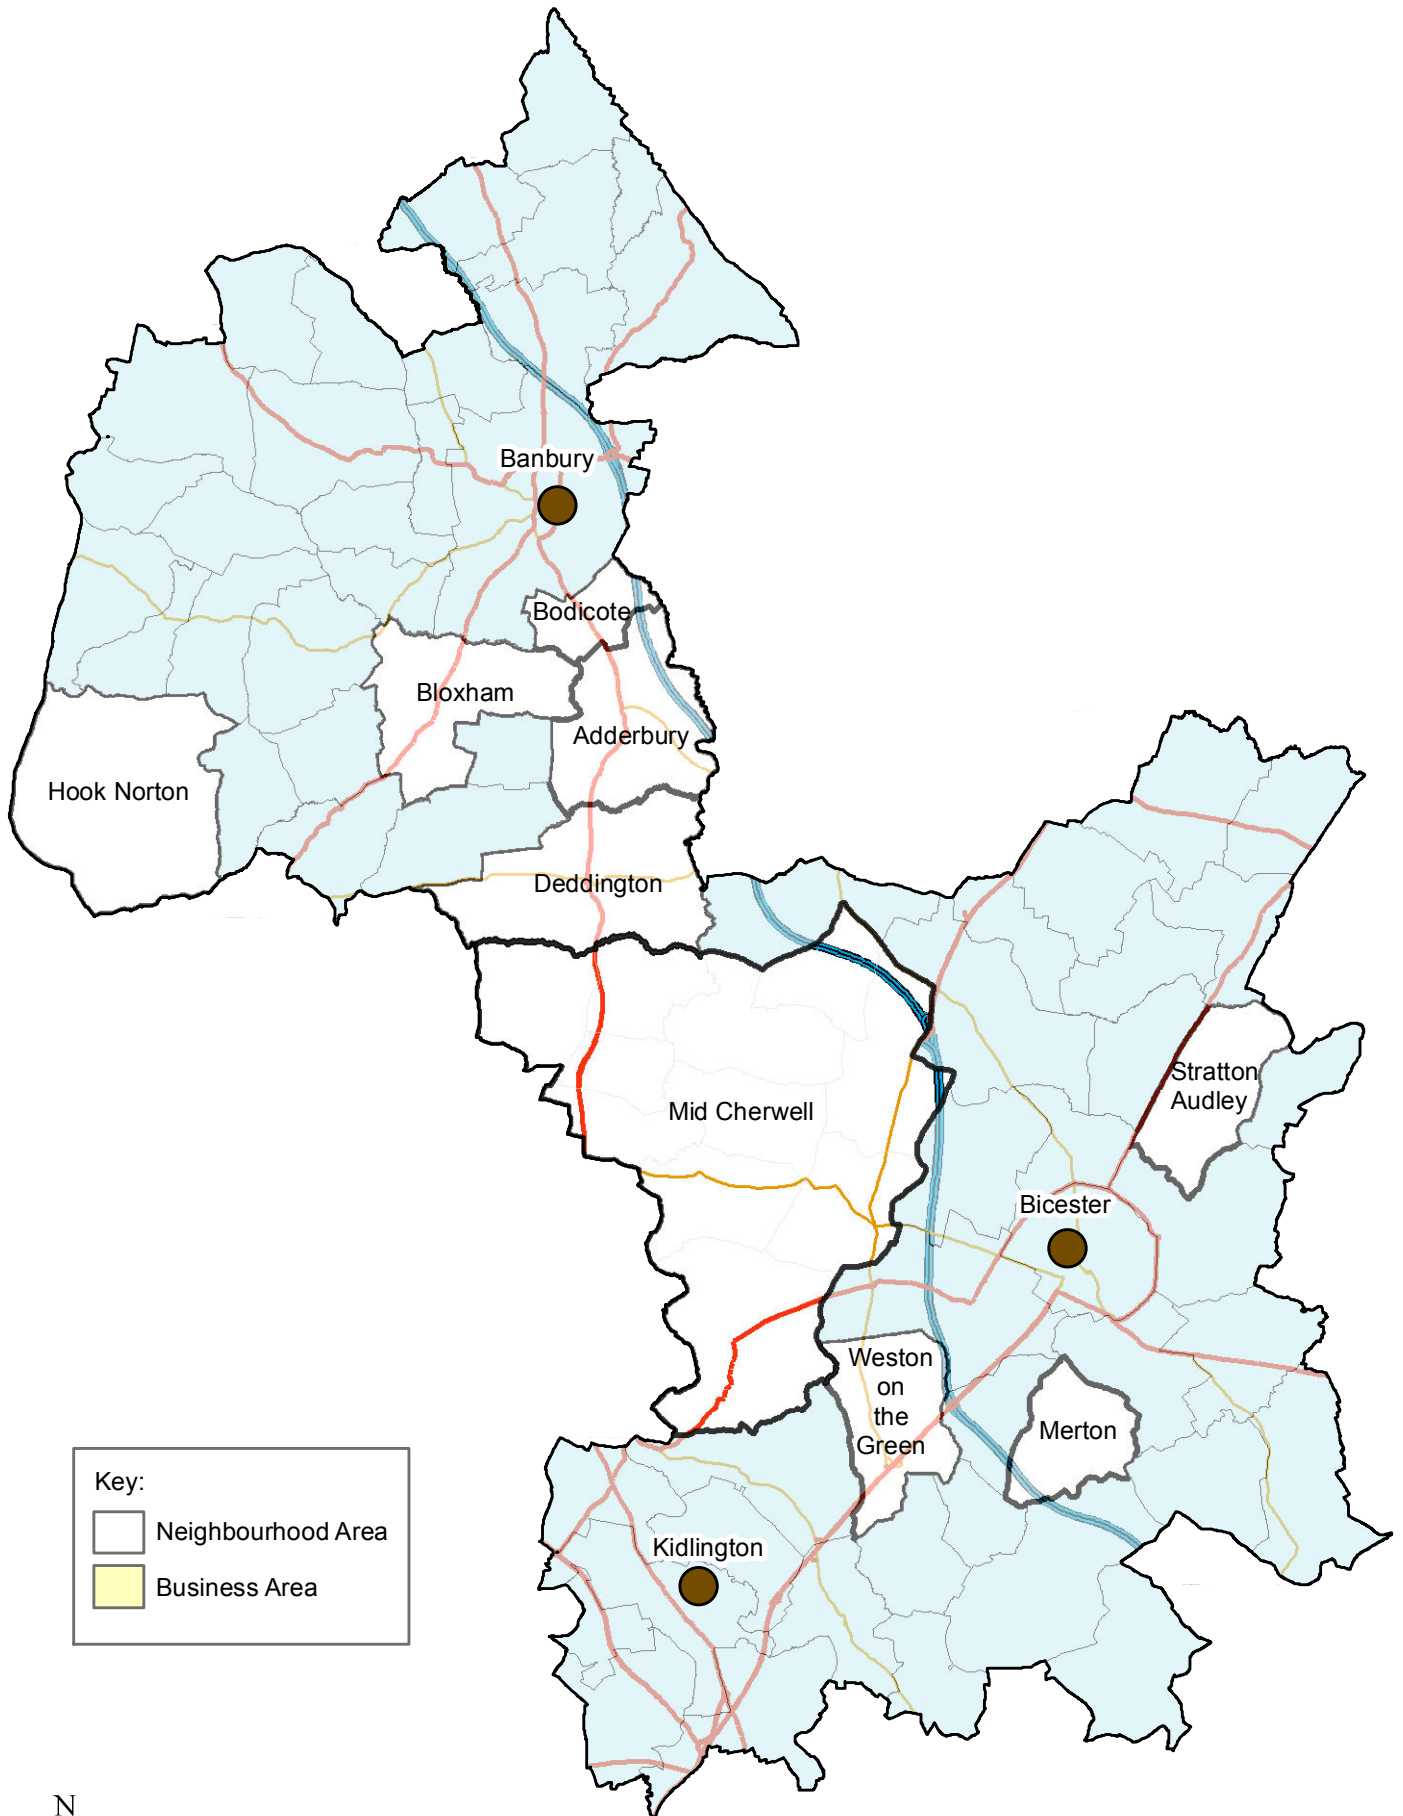 Banbury
Bodicote
Bloxham
Adderbury
Hook Norton
Deddington
Stratton
Audley
Mid Cherwell
Bicester
Weston
on
the
Green
Merton
Key:
Neighbourhood Area
Business Area
Kidlington
N